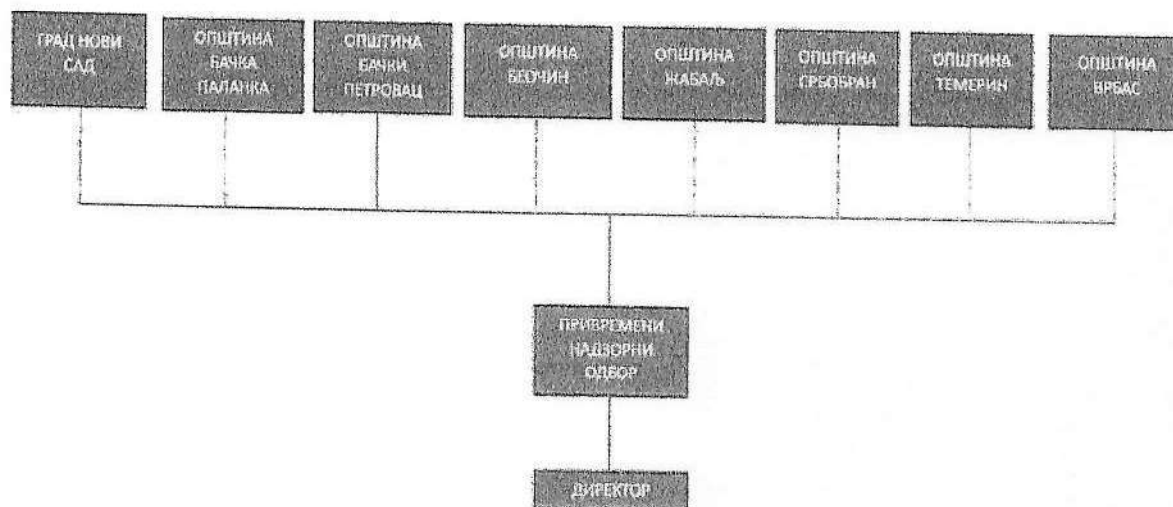 ГРАД НОВИ
САД
ОПШТИНА
БАЧКА
ПАЛАНКА
ОПШТИНА
БАЧКИ
ПЕТРОВАЦ
ОПШТИНА
БЕОЧИН
ОПШТИНА
ЖАБАЉ
ОПШТИНА
СРБОБРАН
ОПШТИНА
ТЕМЕРИН
ОПШТИНА
ВРБАС
ПРИВРЕМЕНИ
НАДЗОРНИ
ОДБОР
ДИРЕКТОР